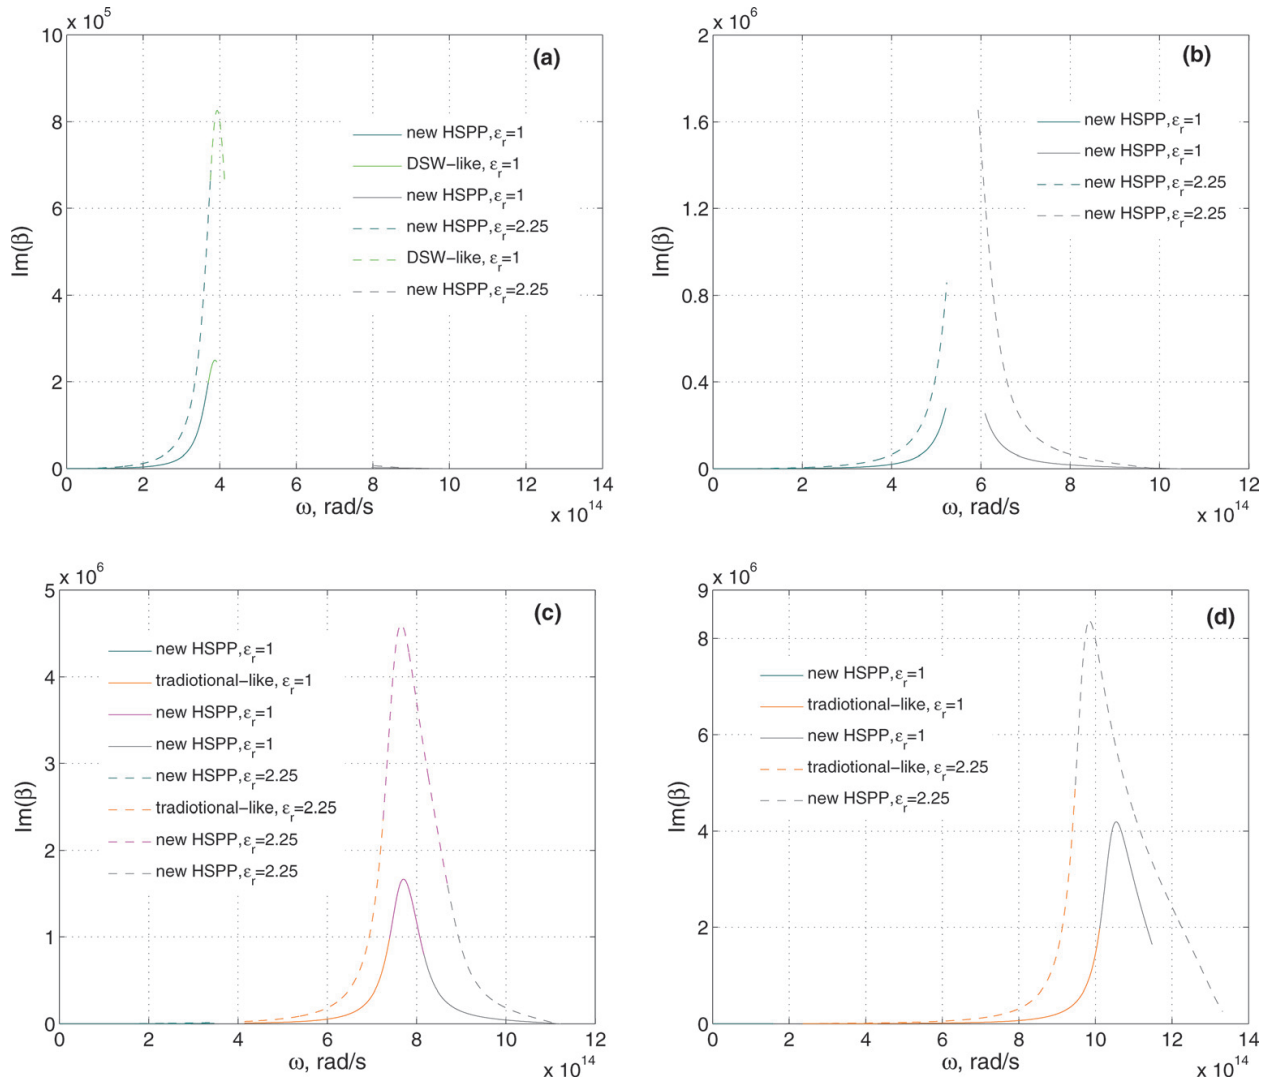 x 10^5
10
8
6
4
2
0
Im(β)
(a)
new HSPP,ε_r=1
DSW−like, ε_r=1
new HSPP,ε_r=1
new HSPP,ε_r=2.25
DSW−like, ε_r=1
new HSPP,ε_r=2.25
0 2 4 6 8 10 12 14
ω, rad/s
x 10^14
x 10^6
2
1.6
1.2
0.8
0.4
0
Im(β)
(b)
new HSPP,ε_r=1
new HSPP,ε_r=1
new HSPP,ε_r=2.25
new HSPP,ε_r=2.25
0 2 4 6 8 10 12
ω, rad/s
x 10^14
x 10^6
5
4
3
2
1
0
Im(β)
(c)
new HSPP,ε_r=1
tradiotional−like, ε_r=1
new HSPP,ε_r=1
new HSPP,ε_r=1
new HSPP,ε_r=2.25
tradiotional−like, ε_r=2.25
new HSPP,ε_r=2.25
new HSPP,ε_r=2.25
0 2 4 6 8 10 12
ω, rad/s
x 10^14
x 10^6
9
8
6
4
2
0
Im(β)
(d)
new HSPP,ε_r=1
tradiotional−like, ε_r=1
new HSPP,ε_r=1
tradiotional−like, ε_r=2.25
new HSPP,ε_r=2.25
0 2 4 6 8 10 12 14
ω, rad/s
x 10^14